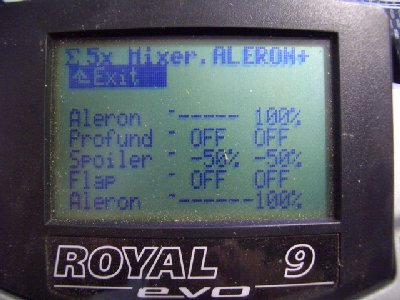 Σ5x Mixer.ALERON+
Exit
Aleron ----- 100%
Profund OFF OFF
Spoiler -50% -50%
Flap OFF OFF
Aleron -------100%
ROYAL 9
evo